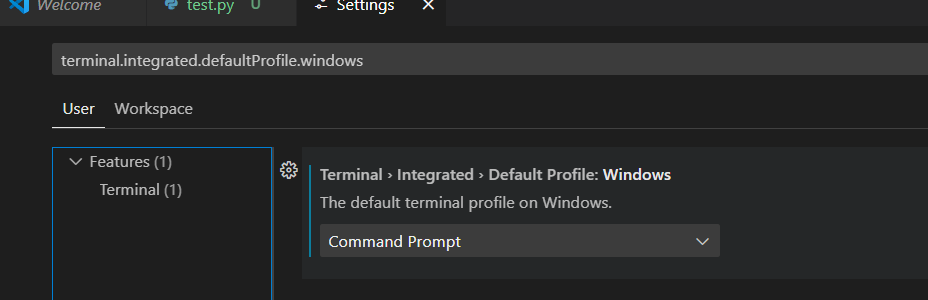 Welcome test.py U Settings
terminal.integrated.defaultProfile.windows
User Workspace
Features (1)
Terminal (1)
Terminal › Integrated › Default Profile: Windows
The default terminal profile on Windows.
Command Prompt